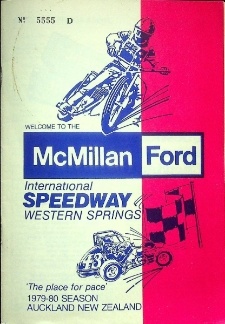 Nº 5555 D
WELCOME TO THE
McMillan Ford
International
SPEEDWAY
WESTERN SPRINGS
'The place for pace'
1979-80 SEASON
AUCKLAND NEW ZEALAND